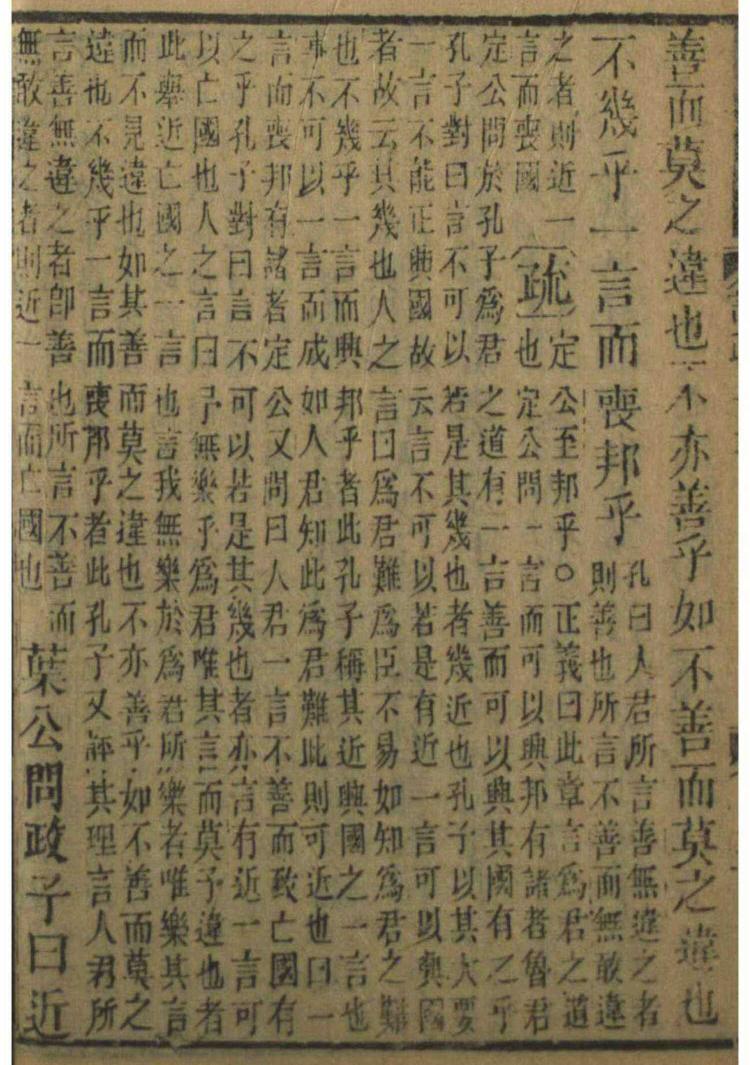 善而莫之違也不亦善乎如不善而莫之違也
不幾乎一言而喪邦乎
孔曰人君所言善無違之者
則善也所言不善而無敢違
之者則近一
言而喪國
疏
定公至邦乎○正義曰此章言爲君之道
也定公問一言而可以興邦有諸者魯君
定公問於孔子爲君之道有一言善而可以興其國有之乎
孔子對曰言不可以若是其幾也者幾近也孔子以其大要
一言不能正興國故云言不可以若是有近一言可以興國
者故云其幾也人之言曰爲君難爲臣不易如知爲君之難
也不幾乎一言而興邦乎者此孔子稱其近興國之一言也
事不可以一言而成如人君知此爲君難此則可近也曰一
言而喪邦有諸者定公又問曰人君一言不善而致亡國有
之乎孔子對曰言不可以若是其幾也者亦言有近一言可
以亡國也人之言曰予無樂乎爲君唯其言而莫予違也者
此舉近亡國之一言也言我無樂於爲君所樂者唯樂其言
而不見違也如其善而莫之違也不亦善乎如不善而莫之
違也不幾乎一言而喪邦乎者此孔子又評其理言人君所
言善無違之者即善也所言不善而
無敢違之者則近一言而亡國也
葉公問政子曰近